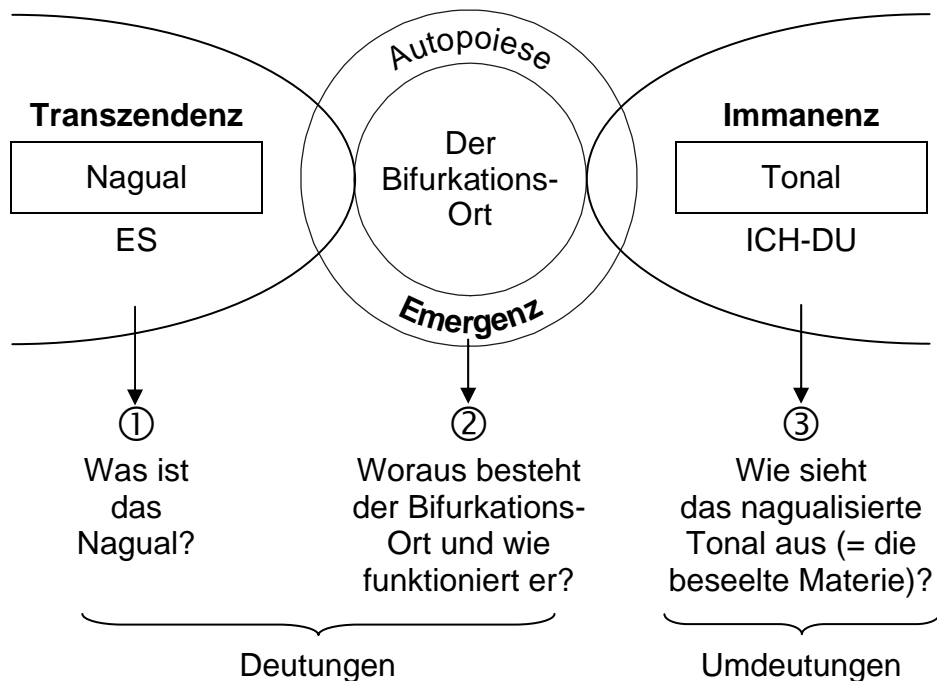 Autopoiese
Transzendenz
Nagual
ES
Der
Bifurkations-
Ort
Immanenz
Tonal
ICH-DU
Emergenz
①
Was ist
das
Nagual?
②
Woraus besteht
der Bifurkations-
Ort und wie
funktioniert er?
③
Wie sieht
das nagualisierte
Tonal aus (= die
beseelte Materie)?
Deutungen
Umdeutungen